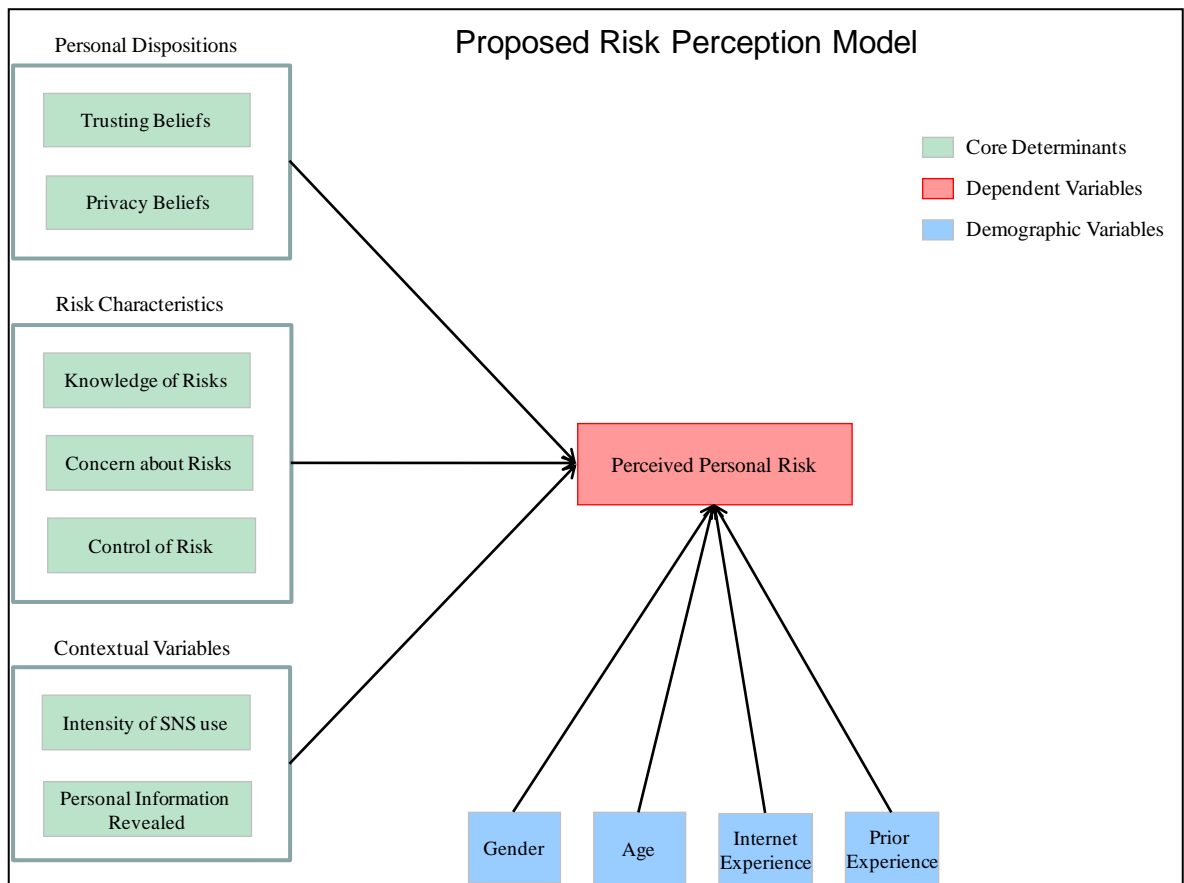 Proposed Risk Perception Model
Personal Dispositions
Trusting Beliefs
Privacy Beliefs
Core Determinants
Dependent Variables
Demographic Variables
Risk Characteristics
Knowledge of Risks
Concern about Risks
Control of Risk
Perceived Personal Risk
Contextual Variables
Intensity of SNS use
Personal Information
Revealed
Gender
Age
Internet
Experience
Prior
Experience